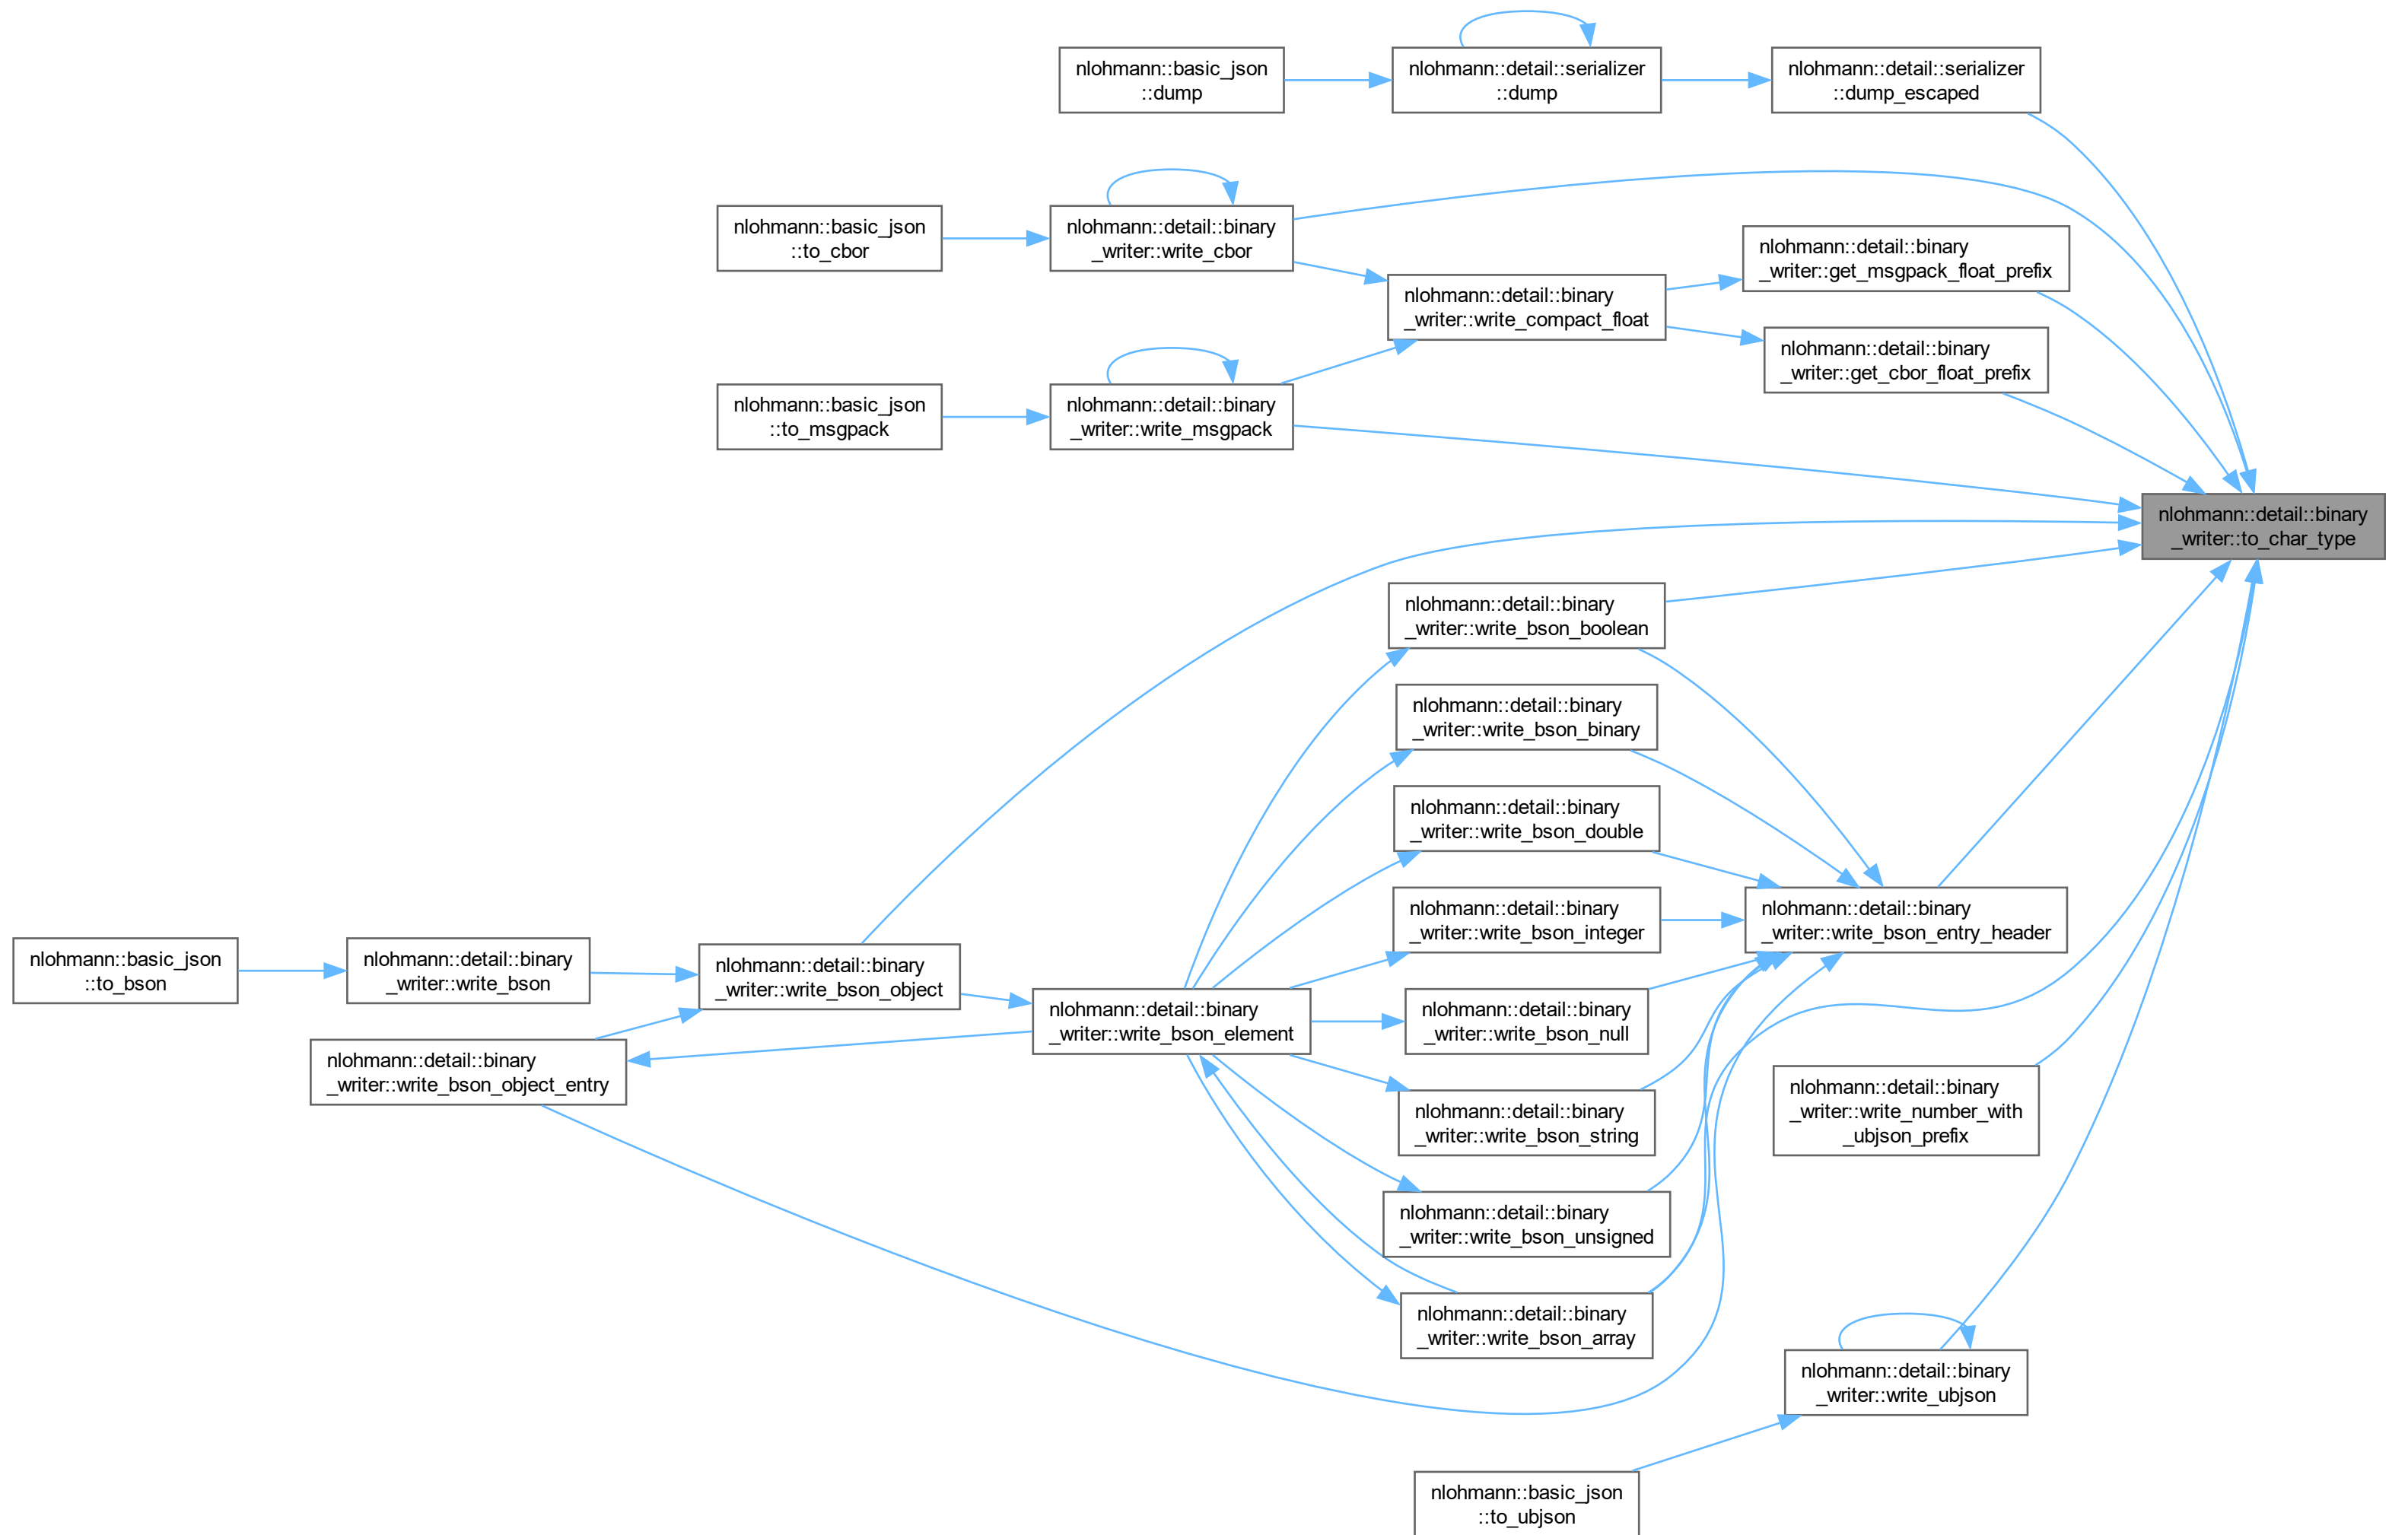 nlohmann::basic_json
::dump
nlohmann::detail::serializer
::dump
nlohmann::detail::serializer
::dump_escaped
nlohmann::basic_json
::to_cbor
nlohmann::detail::binary
_writer::write_cbor
nlohmann::detail::binary
_writer::get_msgpack_float_prefix
nlohmann::detail::binary
_writer::write_compact_float
nlohmann::detail::binary
_writer::get_cbor_float_prefix
nlohmann::basic_json
::to_msgpack
nlohmann::detail::binary
_writer::write_msgpack
nlohmann::detail::binary
_writer::to_char_type
nlohmann::detail::binary
_writer::write_bson_boolean
nlohmann::detail::binary
_writer::write_bson_binary
nlohmann::detail::binary
_writer::write_bson_double
nlohmann::detail::binary
_writer::write_bson_integer
nlohmann::detail::binary
_writer::write_bson_entry_header
nlohmann::basic_json
::to_bson
nlohmann::detail::binary
_writer::write_bson
nlohmann::detail::binary
_writer::write_bson_object
nlohmann::detail::binary
_writer::write_bson_element
nlohmann::detail::binary
_writer::write_bson_null
nlohmann::detail::binary
_writer::write_bson_object_entry
nlohmann::detail::binary
_writer::write_bson_string
nlohmann::detail::binary
_writer::write_number_with
_ubjson_prefix
nlohmann::detail::binary
_writer::write_bson_unsigned
nlohmann::detail::binary
_writer::write_bson_array
nlohmann::detail::binary
_writer::write_ubjson
nlohmann::basic_json
::to_ubjson